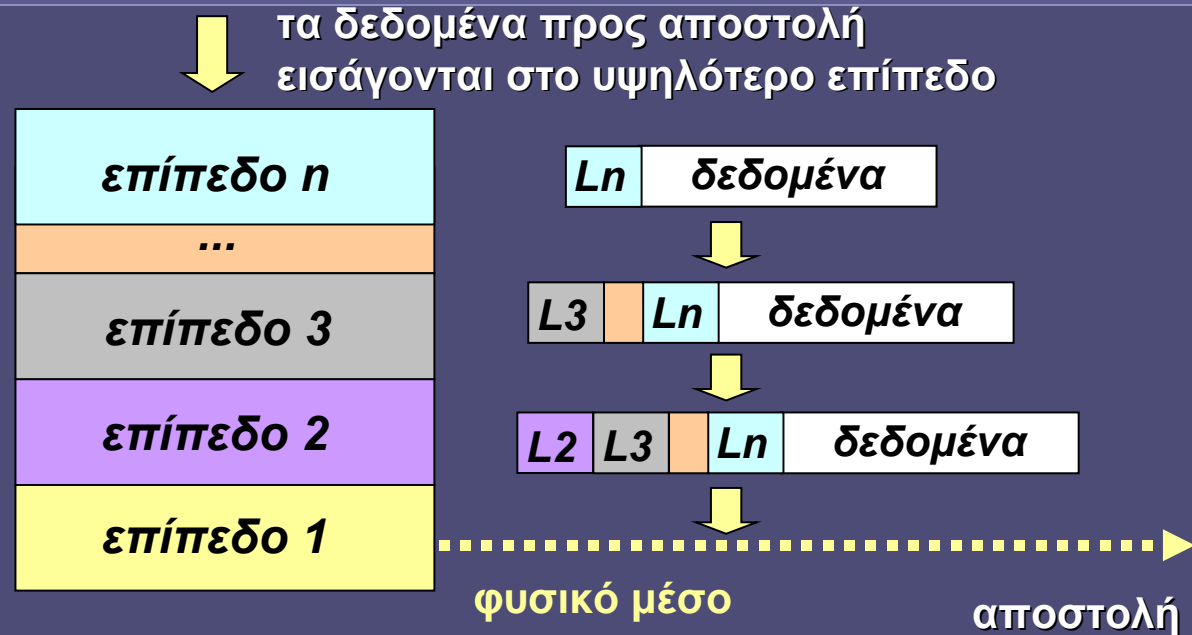 τα δεδομένα προς αποστολή
εισάγονται στο υψηλότερο επίπεδο
επίπεδο n
Ln δεδομένα
...
επίπεδο 3
L3 Ln δεδομένα
επίπεδο 2
L2 L3 Ln δεδομένα
επίπεδο 1
φυσικό μέσο
αποστολή